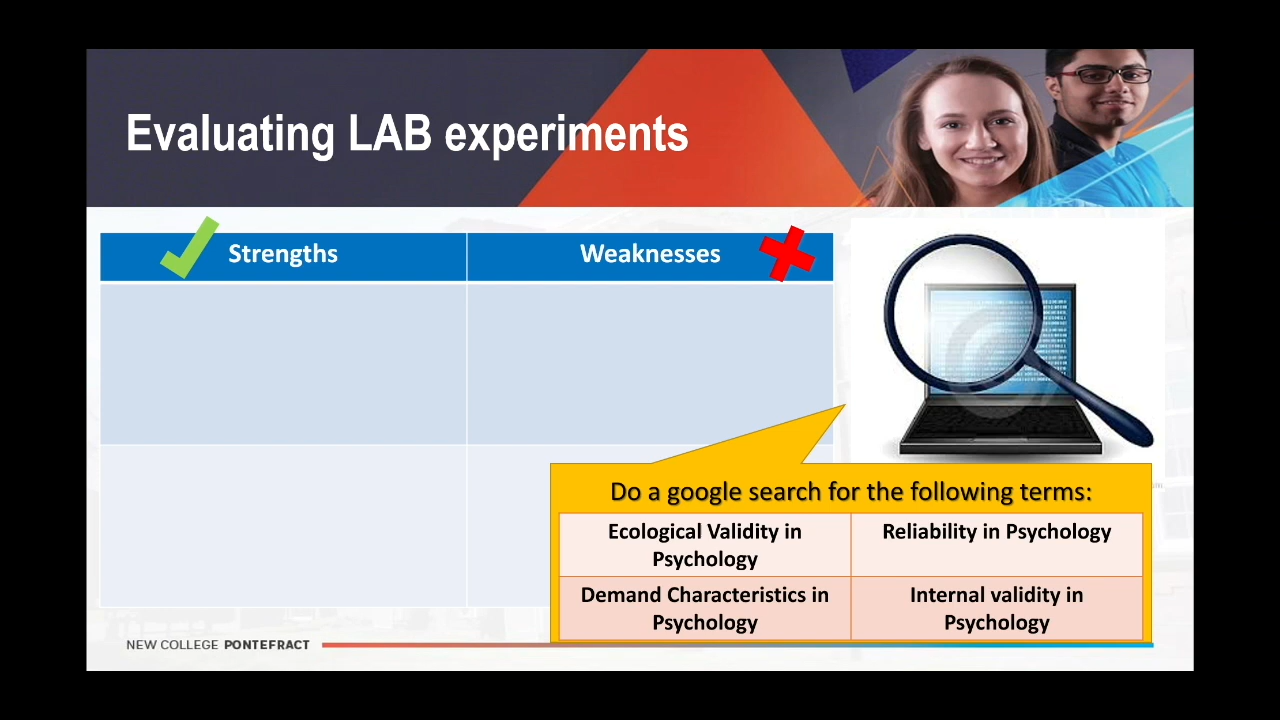 Evaluating LAB experiments
Strengths
Weaknesses
Do a google search for the following terms:
Ecological Validity in
Psychology
Reliability in Psychology
Demand Characteristics in
Psychology
Internal validity in
Psychology
NEW COLLEGE PONTEFRACT